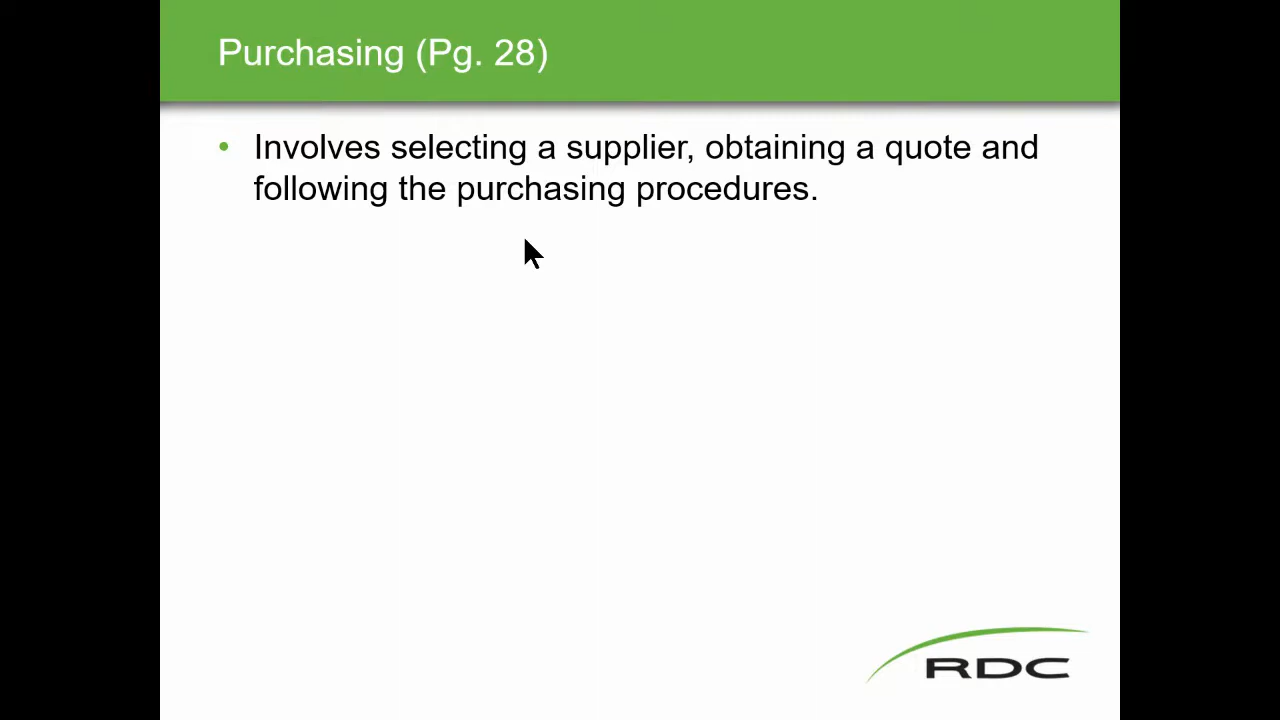 Purchasing (Pg. 28)
• Involves selecting a supplier, obtaining a quote and
following the purchasing procedures.
RDC